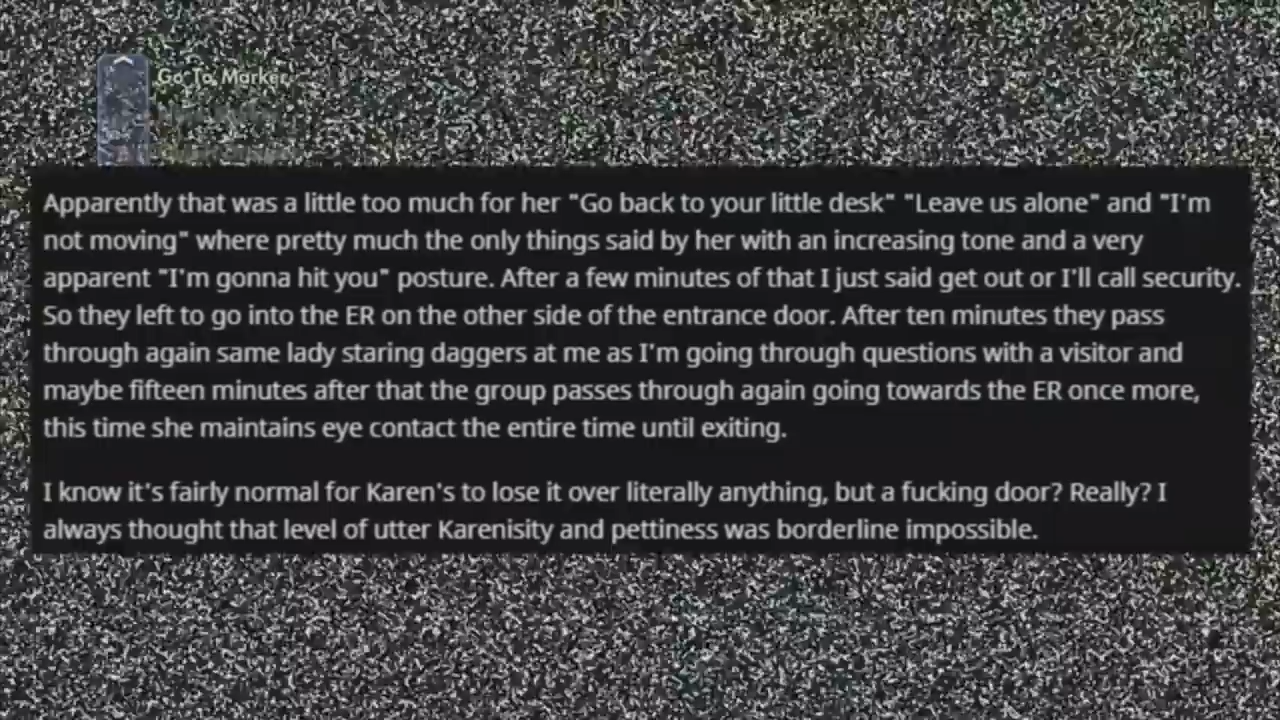 Go To Marker
Apparently that was a little too much for her "Go back to your little desk" "Leave us alone" and "I'm
not moving" where pretty much the only things said by her with an increasing tone and a very
apparent "I'm gonna hit you" posture. After a few minutes of that I just said get out or I'll call security.
So they left to go into the ER on the other side of the entrance door. After ten minutes they pass
through again same lady staring daggers at me as I'm going through questions with a visitor and
maybe fifteen minutes after that the group passes through again going towards the ER once more,
this time she maintains eye contact the entire time until exiting.
I know it's fairly normal for Karen's to lose it over literally anything, but a fucking door? Really? I
always thought that level of utter Karenisity and pettiness was borderline impossible.